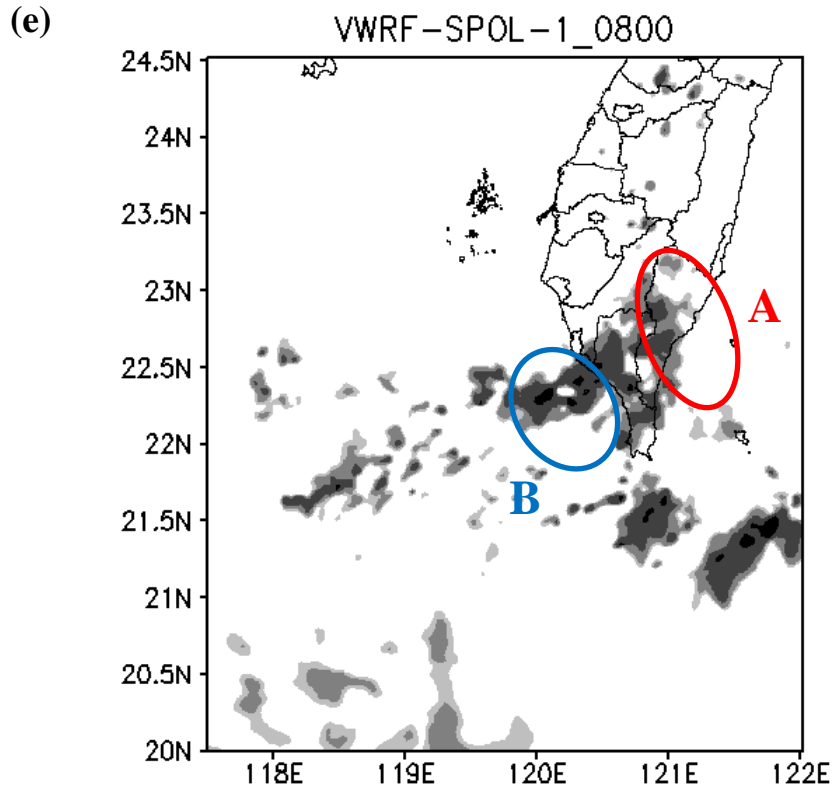 (e)
VWRF-SPOL-1_0800
24.5N
24N
23.5N
23N
22.5N
22N
21.5N
21N
20.5N
20N
A
B
118E 119E 120E 121E 122E